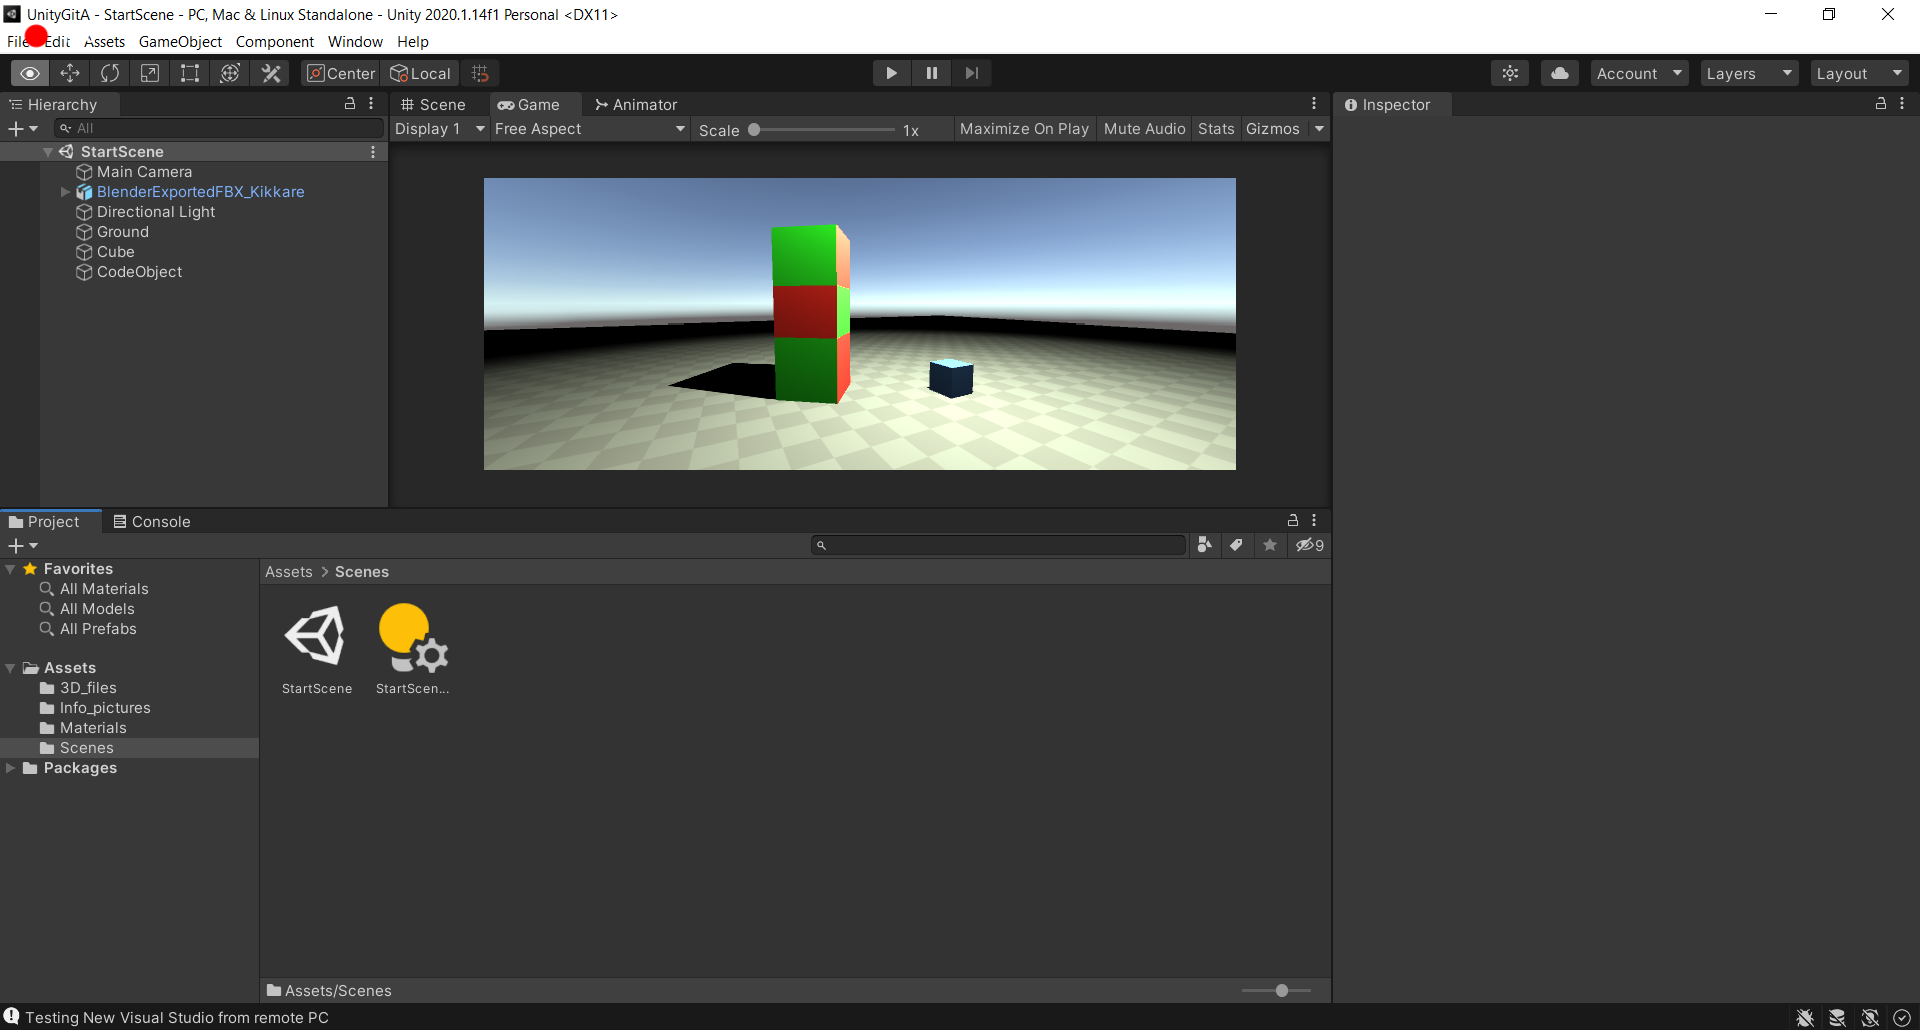 UnityGitA - StartScene - PC, Mac & Linux Standalone - Unity 2020.1.14f1 Personal <DX11>
File Edit Assets GameObject Component Window Help
Center Local Account Layers Layout
Hierarchy
All
StartScene
Main Camera
BlenderExportedFBX_Kikkare
Directional Light
Ground
Cube
CodeObject
Scene Game Animator
Display 1 Free Aspect Scale 1x Maximize On Play Mute Audio Stats Gizmos
Inspector
Project Console
9
Favorites
All Materials
All Models
All Prefabs
Assets
3D_files
Info_pictures
Materials
Scenes
Packages
Assets > Scenes
StartScene StartScen...
Assets/Scenes
Testing New Visual Studio from remote PC